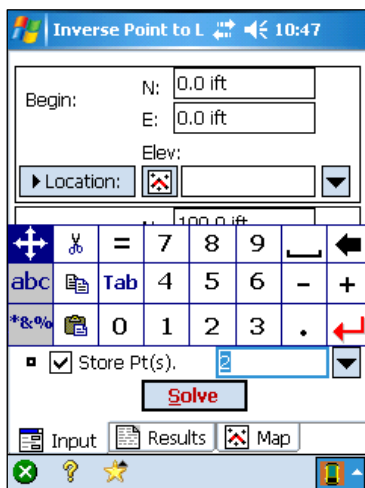 Inverse Point to L 10:47
N: 0.0 ift
Begin:
E: 0.0 ift
Elev:
Location:
100.0 ift
= 7 8 9
abc Tab 4 5 6 - +
*&% 0 1 2 3 .
Store Pt(s). 2
Solve
Input Results Map